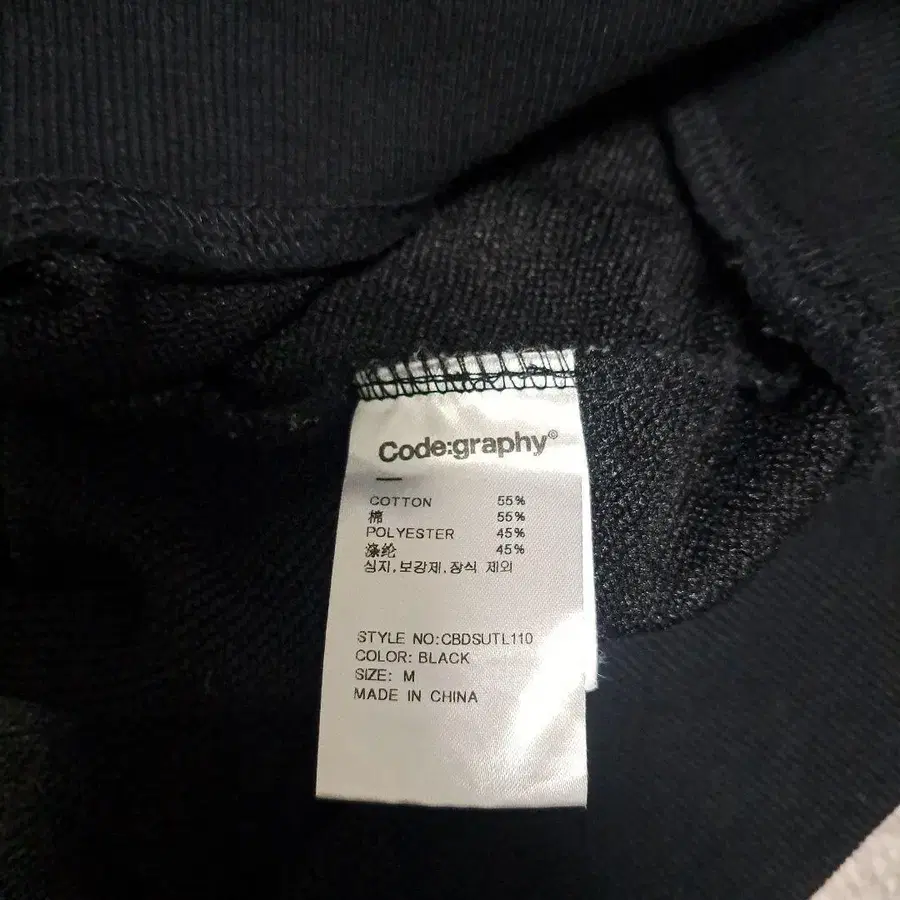 Code:graphy®
COTTON 55%
棉 55%
POLYESTER 45%
涤纶 45%
심지,보강제,장식 제외
STYLE NO:CBDSUTL110
COLOR: BLACK
SIZE: M
MADE IN CHINA